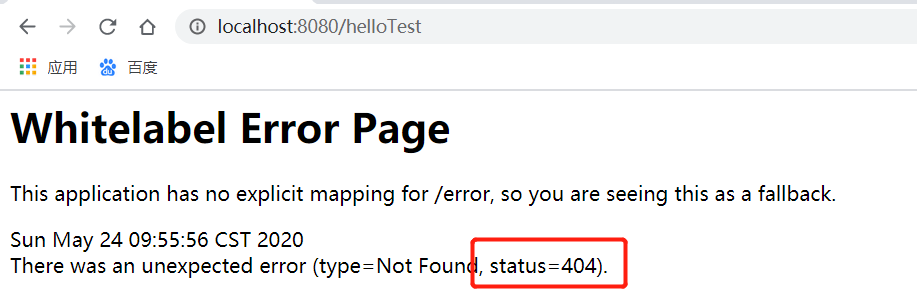 localhost:8080/helloTest
应用 百度
Whitelabel Error Page
This application has no explicit mapping for /error, so you are seeing this as a fallback.
Sun May 24 09:55:56 CST 2020
There was an unexpected error (type=Not Found, status=404).